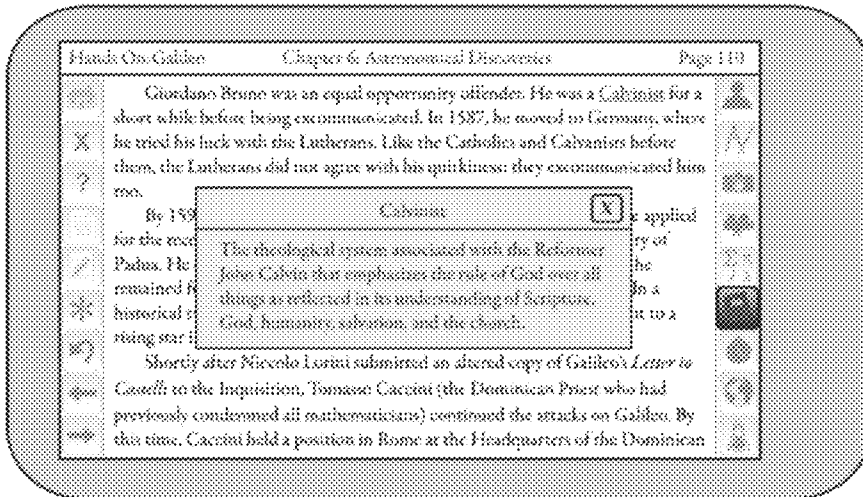 Hands On Galileo Chapter 6: Astronomical Discoveries Page 110
Giordano Bruno was an equal opportunity offender. He was a Calvinist for a
short while before being excommunicated. In 1587, he moved to Germany, where
he tried his luck with the Lutherans. Like the Catholics and Calvanists before
them, the Lutherans did not agree with his quirkiness: they excommunicated him
too.
By 159 applied
for the of
Padua. He he
remained In a
historical nt to a
rising star
Calvinist X
The theological system associated with the Reformer
John Calvin that emphasizes the rule of God over all
things as reflected in its understanding of Scripture,
God, humanity, salvation, and the church.
Shortly after Niccolo Lorini submitted an altered copy of Galileo's Letter to
Castelli to the Inquisition, Tomaso Caccini (the Dominican Priest who had
previously condemned all mathematicians) continued the attacks on Galileo. By
this time, Caccini held a position in Rome at the Headquarters of the Dominican